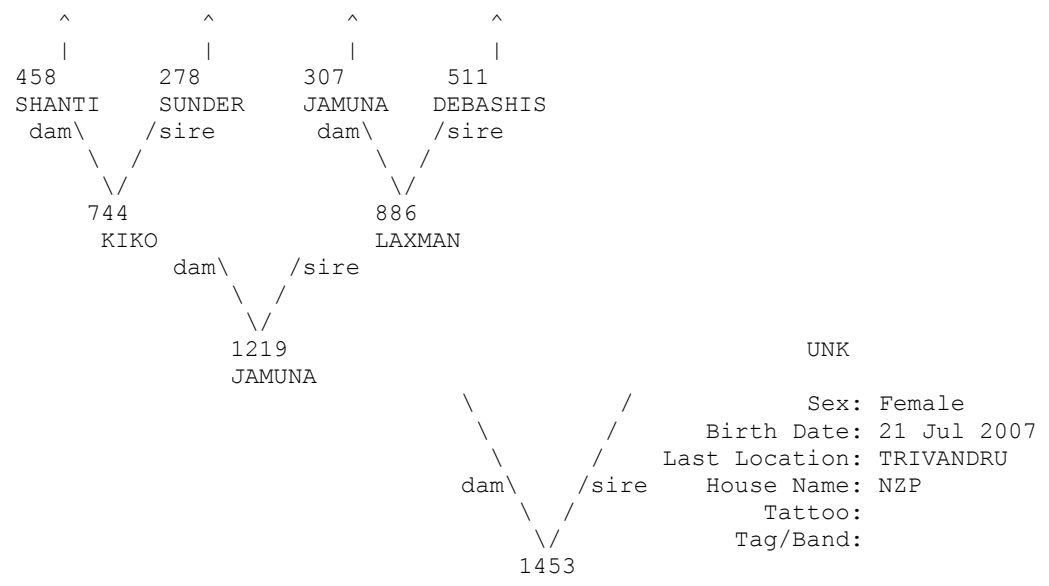 ^          ^          ^          ^
    |          |          |          |
458        278        307        511
SHANTI     SUNDER     JAMUNA    DEBASHIS
 dam\     /sire        dam\     /sire
      \  /                  \  /
       \/                    \/
      744                   886
       KIKO                 LAXMAN
            dam\     /sire
                 \  /
                  \/
                 1219                                        UNK
                 JAMUNA
                                   \           /             Sex: Female
                                    \         /      Birth Date: 21 Jul 2007
                                     \       /    Last Location: TRIVANDRU
                                   dam\     /sire    House Name: NZP
                                       \  /              Tattoo:
                                        \/             Tag/Band:
                                       1453